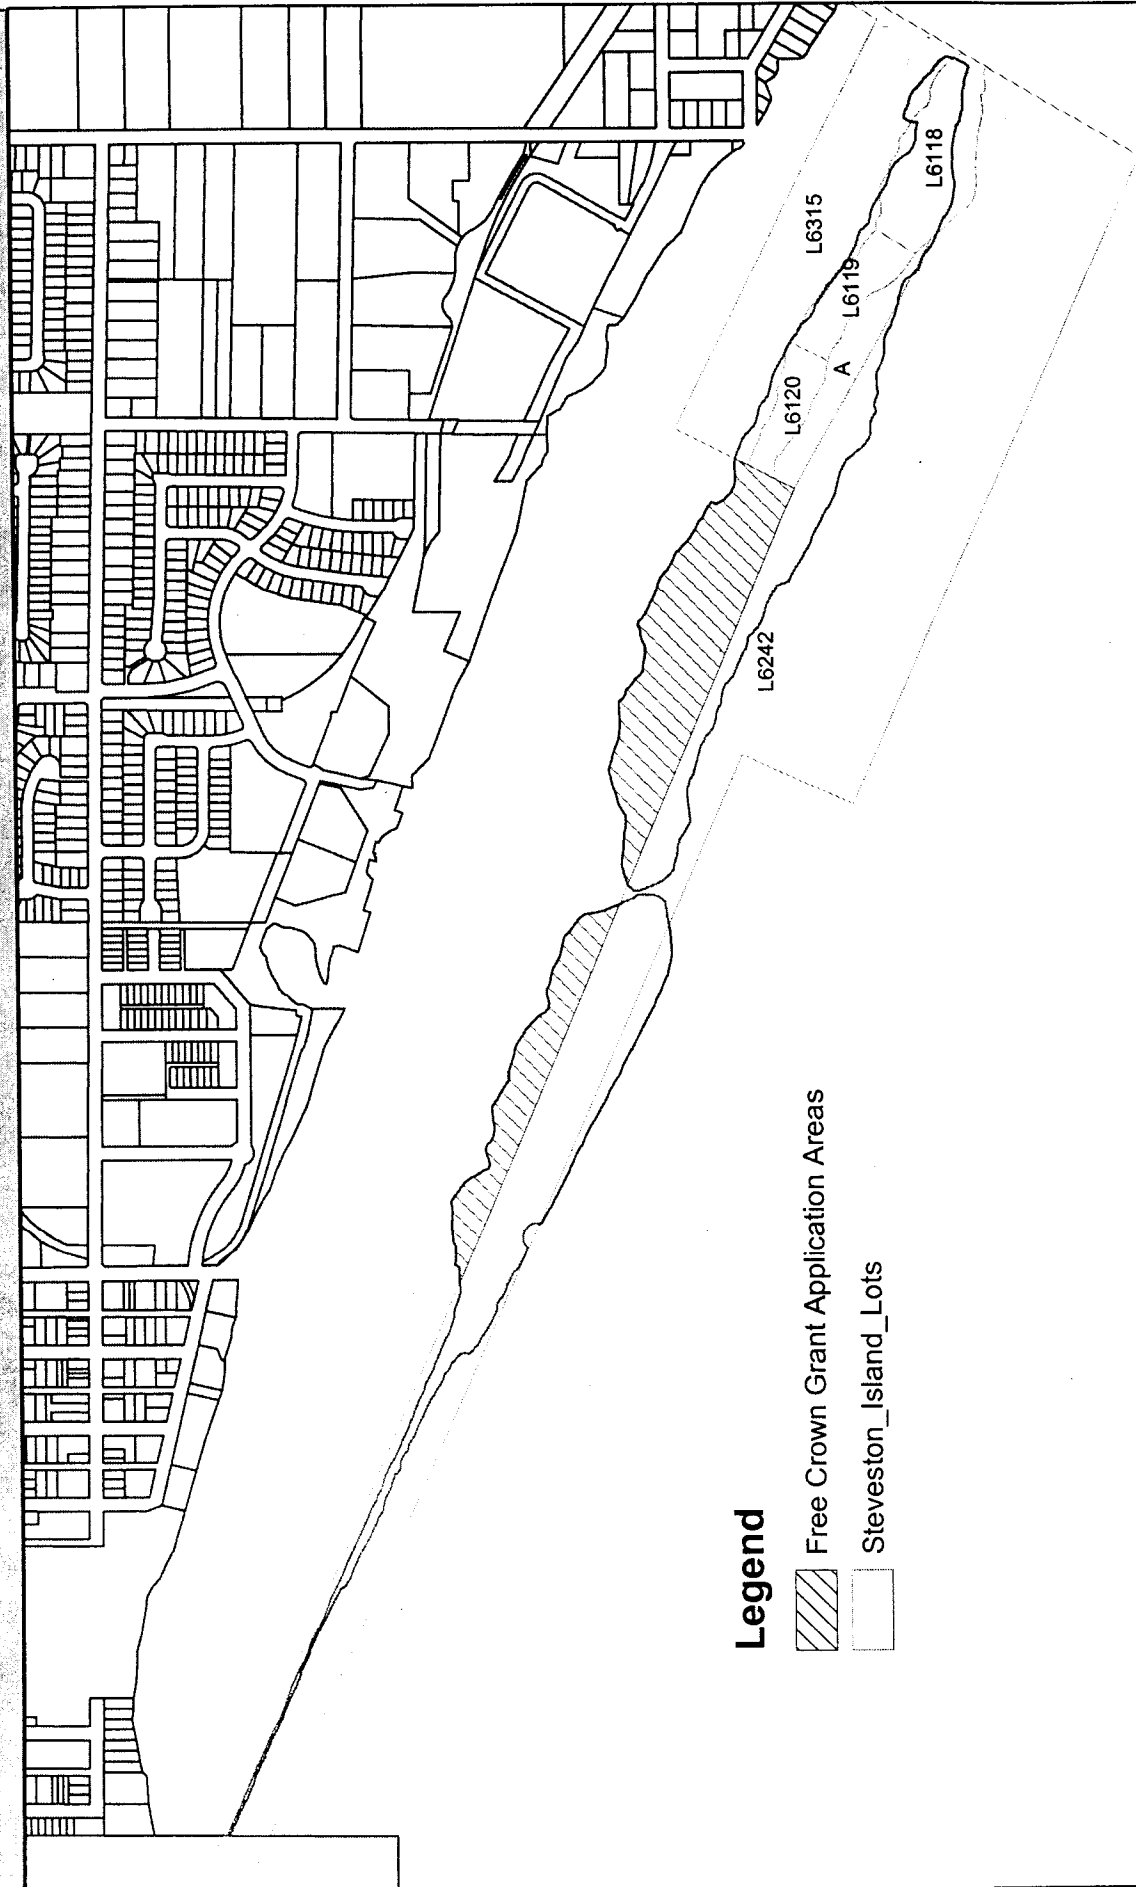 L6315
L6118
L6119
A
L6120
L6242
Legend
Free Crown Grant Application Areas
Steveston_Island_Lots